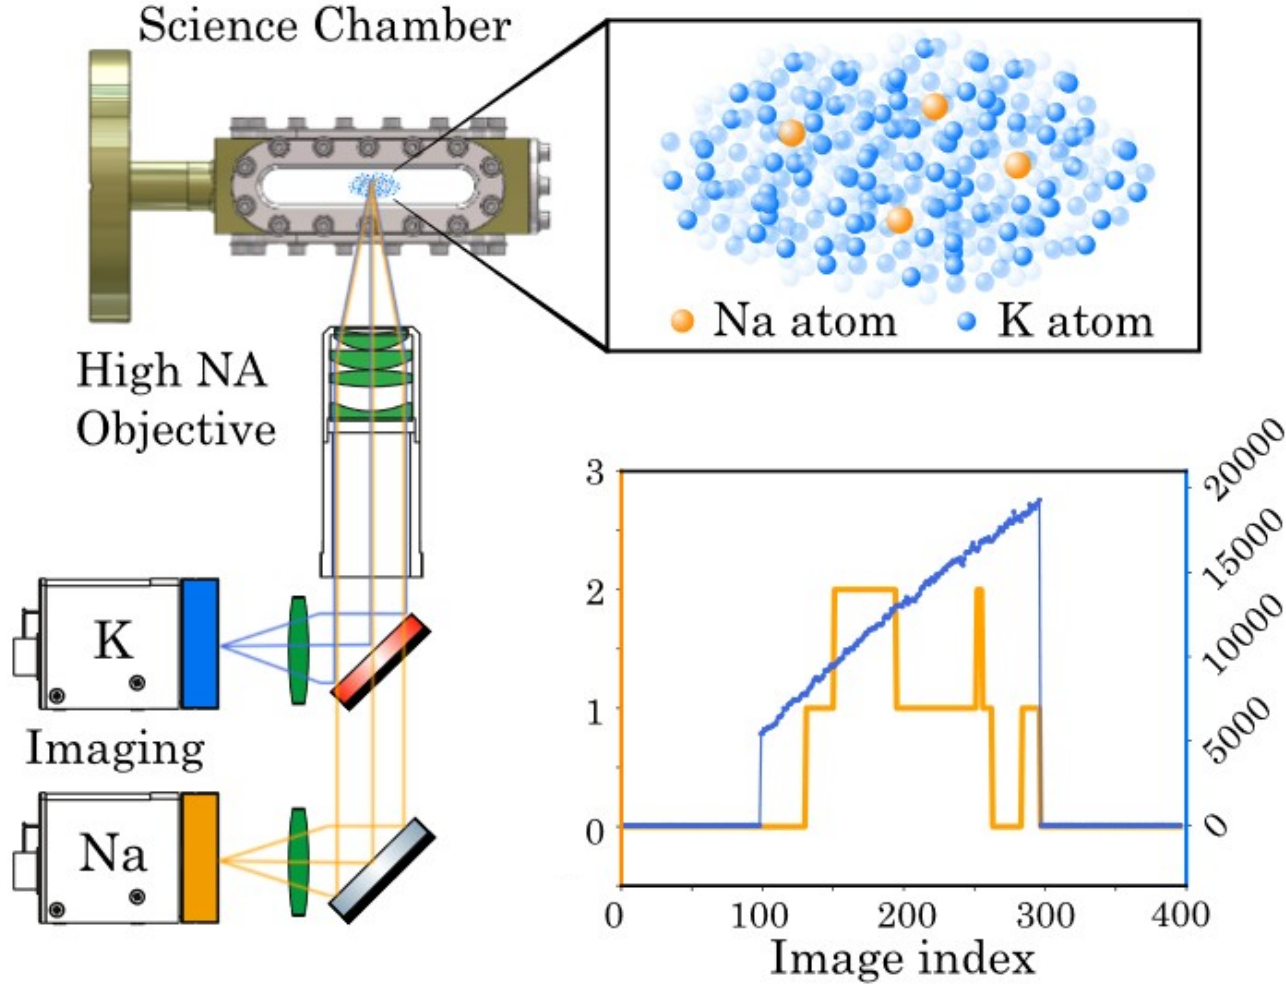 Science Chamber
Na atom
K atom
High NA
Objective
K
Imaging
Na
3
2
1
0
20000
15000
10000
5000
0
0
100
200
300
400
Image index